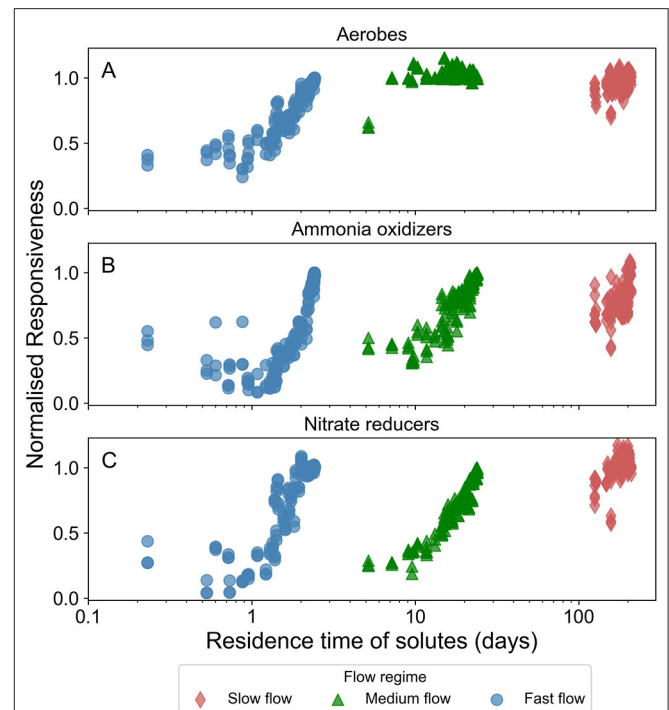 Aerobes
A
1.0
0.5
0.0
Ammonia oxidizers
B
1.0
0.5
0.0
Normalised Responsiveness
Nitrate reducers
C
1.0
0.5
0.0
0.1 1 10 100
Residence time of solutes (days)
Flow regime
Slow flow Medium flow Fast flow